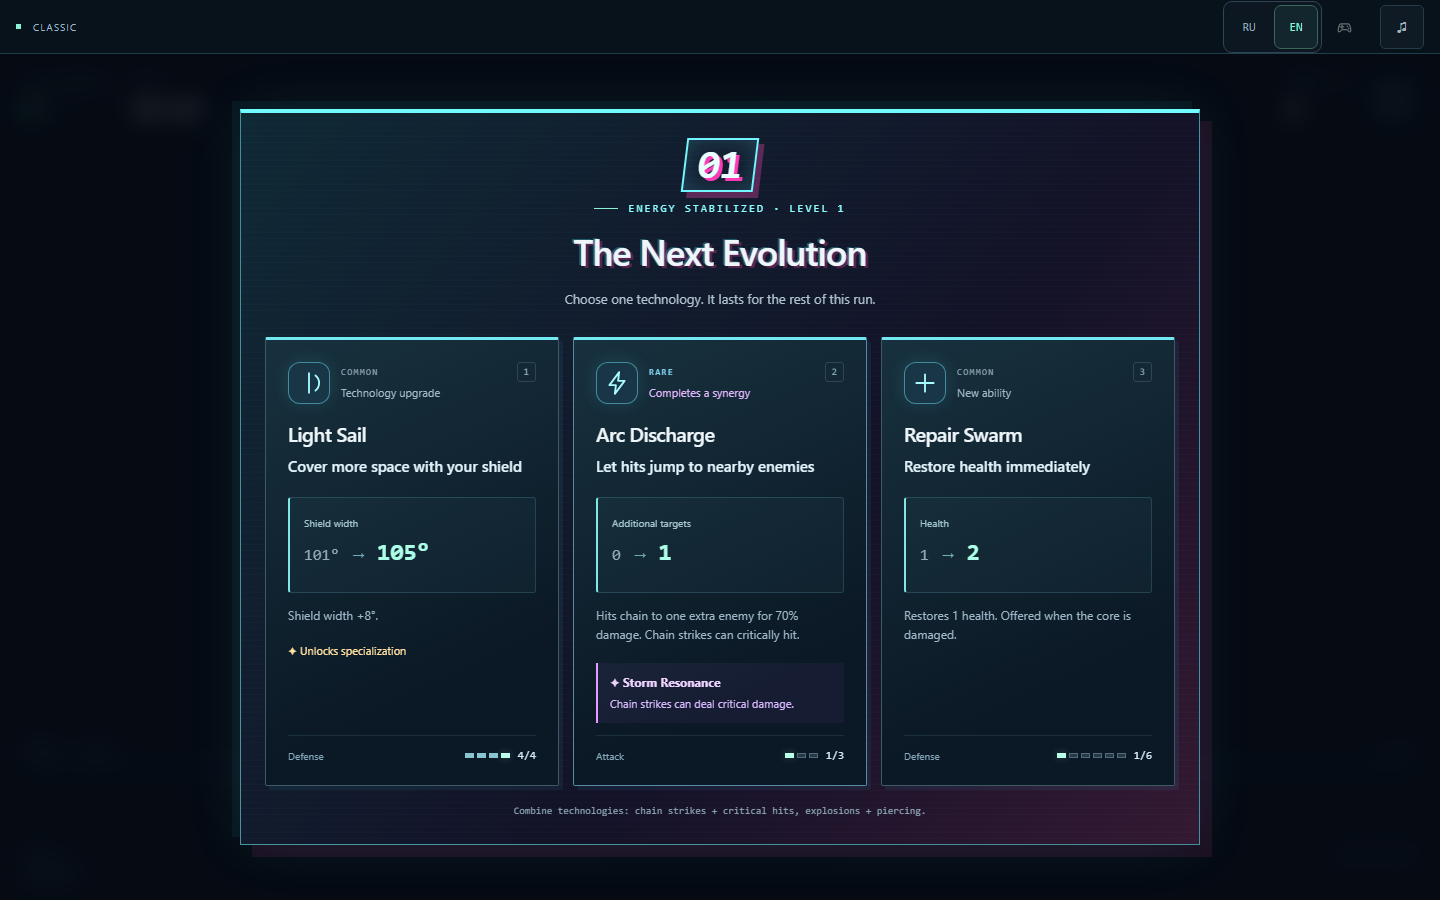 CLASSIC
RU
EN
01
ENERGY STABILIZED · LEVEL 1
The Next Evolution
Choose one technology. It lasts for the rest of this run.
COMMON
1
Technology upgrade
Light Sail
Cover more space with your shield
Shield width
101° → 105°
Shield width +8°.
✦ Unlocks specialization
Defense
4/4
RARE
2
Completes a synergy
Arc Discharge
Let hits jump to nearby enemies
Additional targets
0 → 1
Hits chain to one extra enemy for 70%
damage. Chain strikes can critically hit.
✦ Storm Resonance
Chain strikes can deal critical damage.
Attack
1/3
COMMON
3
New ability
Repair Swarm
Restore health immediately
Health
1 → 2
Restores 1 health. Offered when the core is
damaged.
Defense
1/6
Combine technologies: chain strikes + critical hits, explosions + piercing.